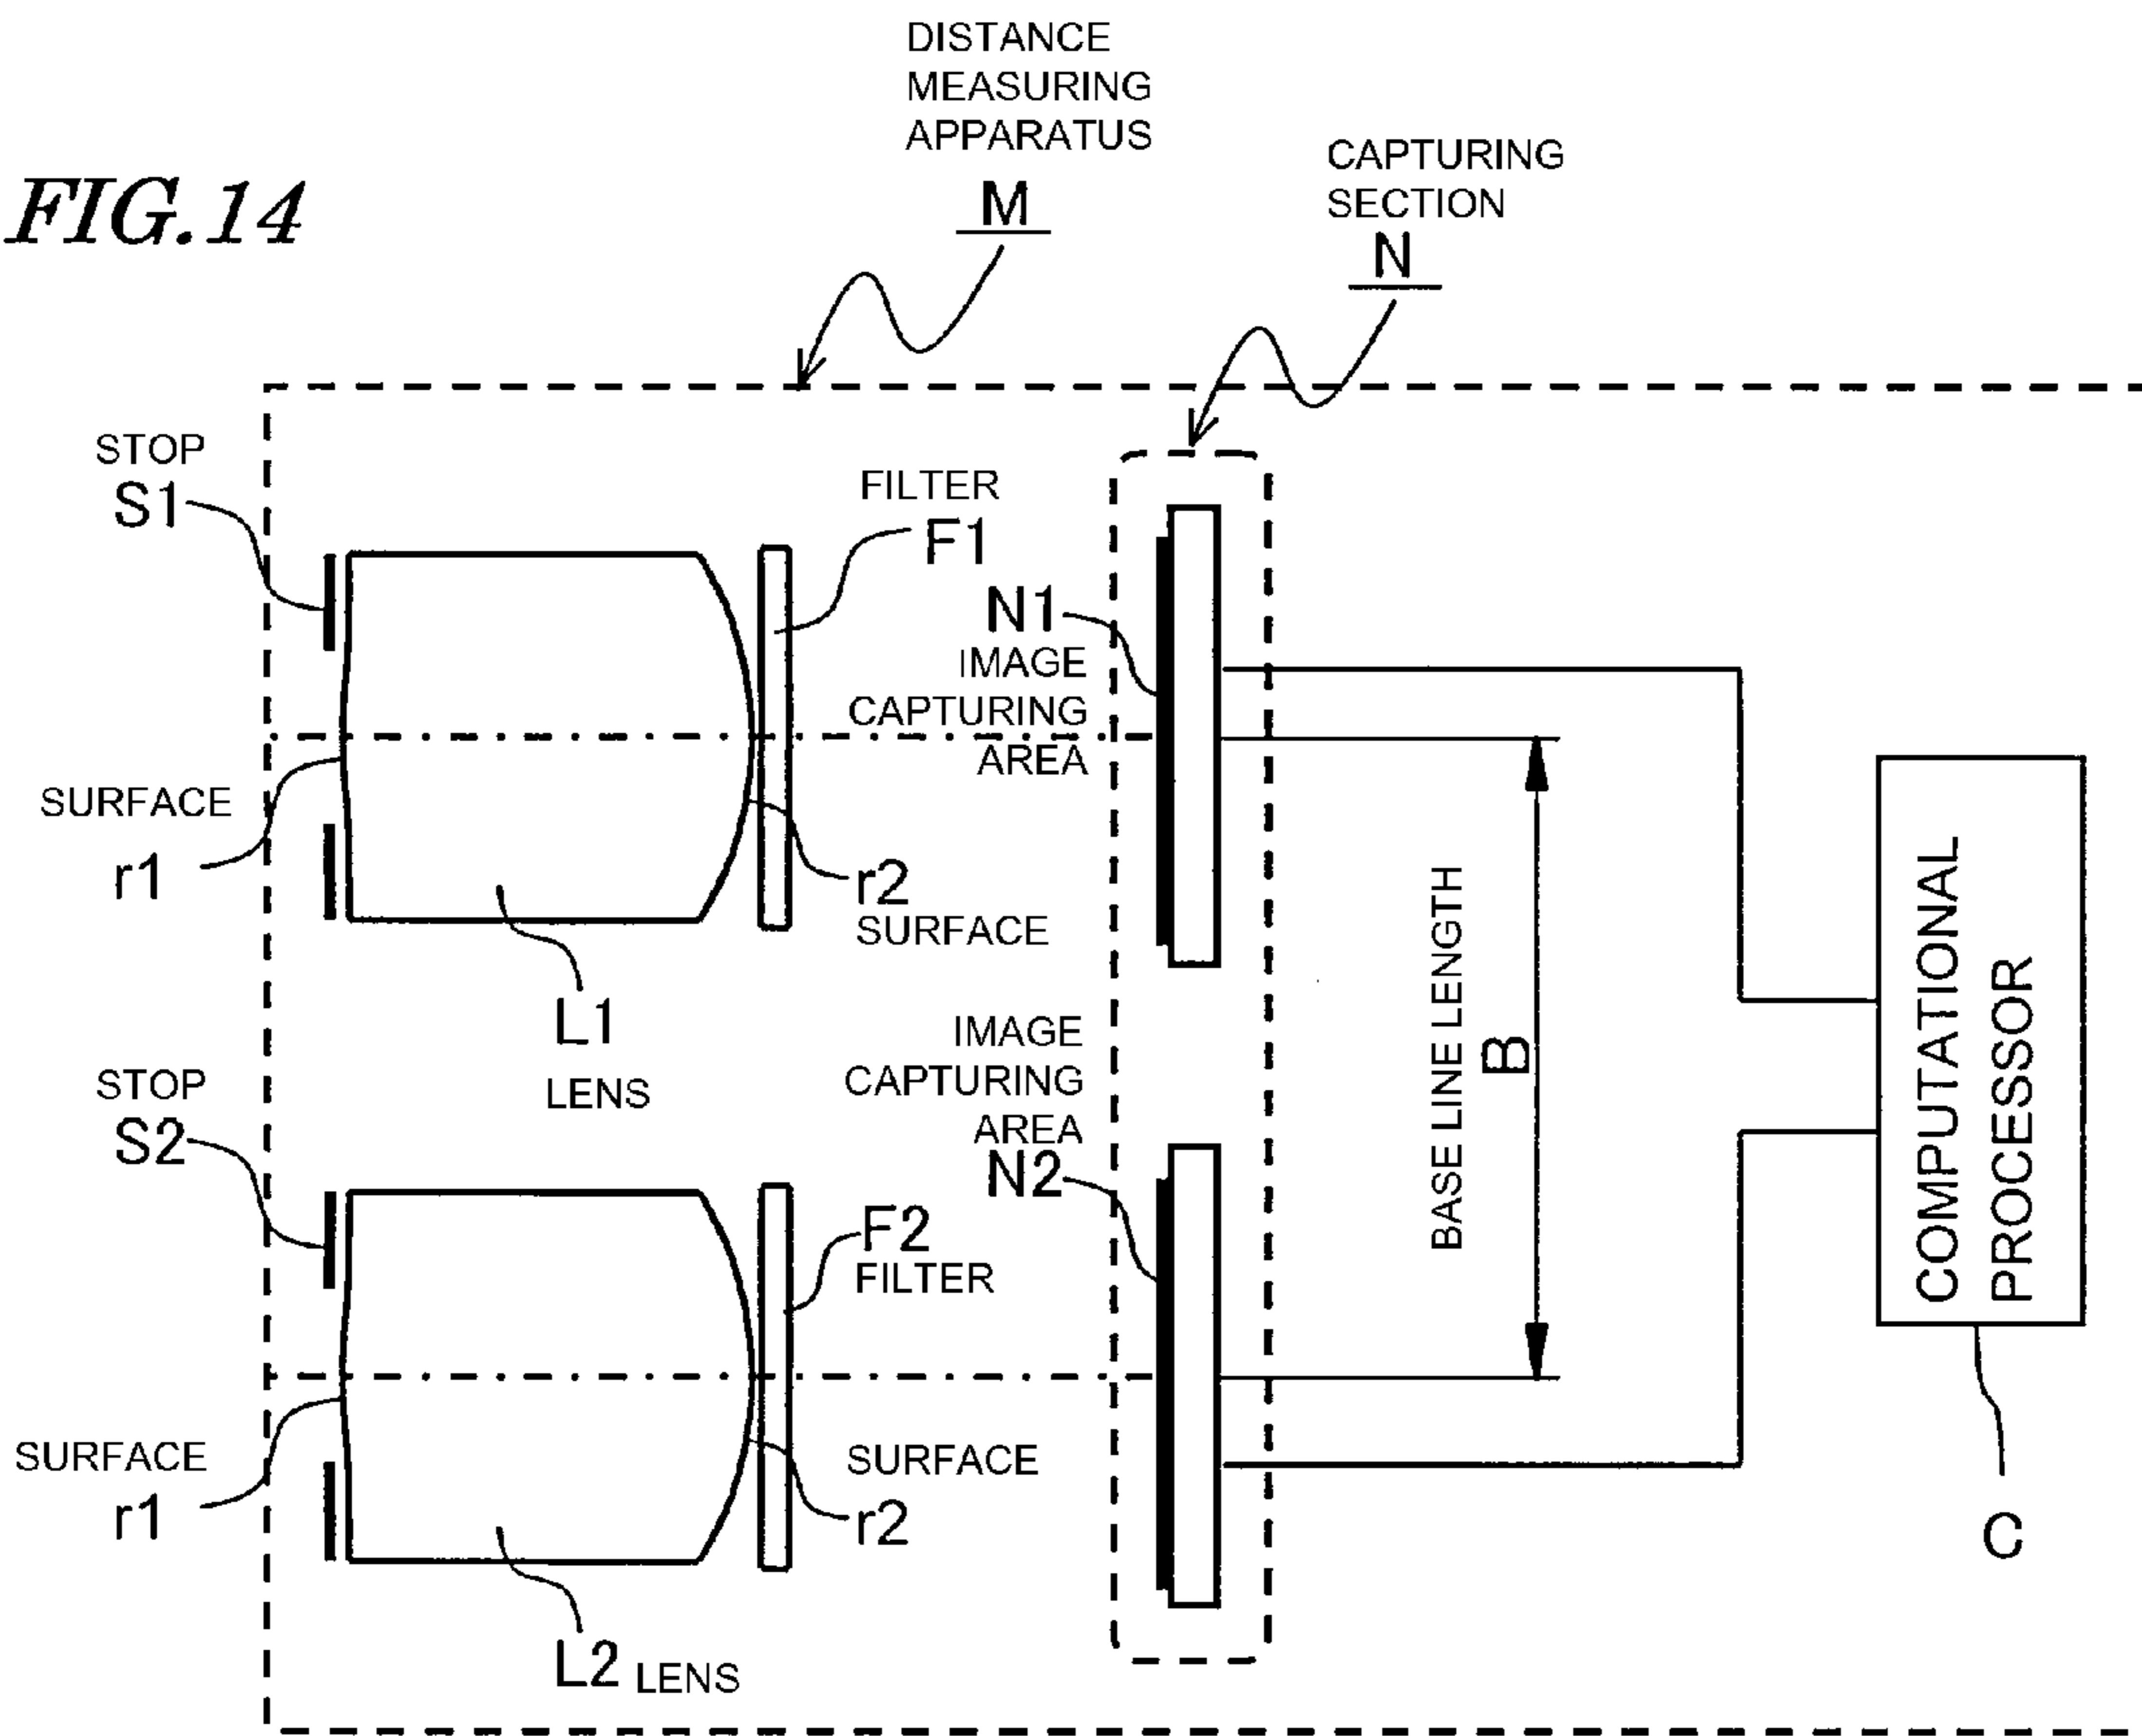 DISTANCE
MEASURING
APPARATUS
M
CAPTURING
SECTION
N
FIG.14
STOP
S1
FILTER
F1
N1
IMAGE
CAPTURING
AREA
SURFACE
r1
r2
SURFACE
L1
LENS
IMAGE
CAPTURING
AREA
N2
STOP
S2
F2
FILTER
SURFACE
r1
SURFACE
r2
L2 LENS
BASE LINE LENGTH
B
COMPUTATIONAL
PROCESSOR
C